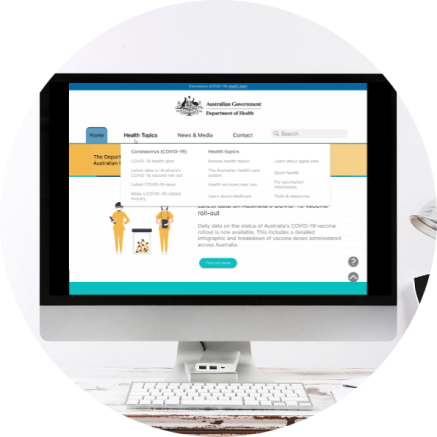 Coronavirus (COVID-19) Health Alert
Australian Government
Department of Health
Home
Health Topics
News & Media
Contact
Search
The Depar
Australian
Coronavirus (COVID-19)
COVID-19 health alert
Latest data on Australia's
COVID-19 vaccine roll-out
Latest COVID-19 news
Make a COVID-19 related
inquiry
Health topics
Browse health topics
The Australian Health care
system
Health services near you
Learn about Medicare
Learn about aged care
Sport health
Flu vaccination
information
Tools & resources
Latest data on Australia's COVID-19 vaccine
roll-out
Daily data on the status of Australia's COVID-19 vaccine
rollout is now available. This includes a detailed
infographic and breakdown of vaccine doses administered
across Australia.
Find out more
?